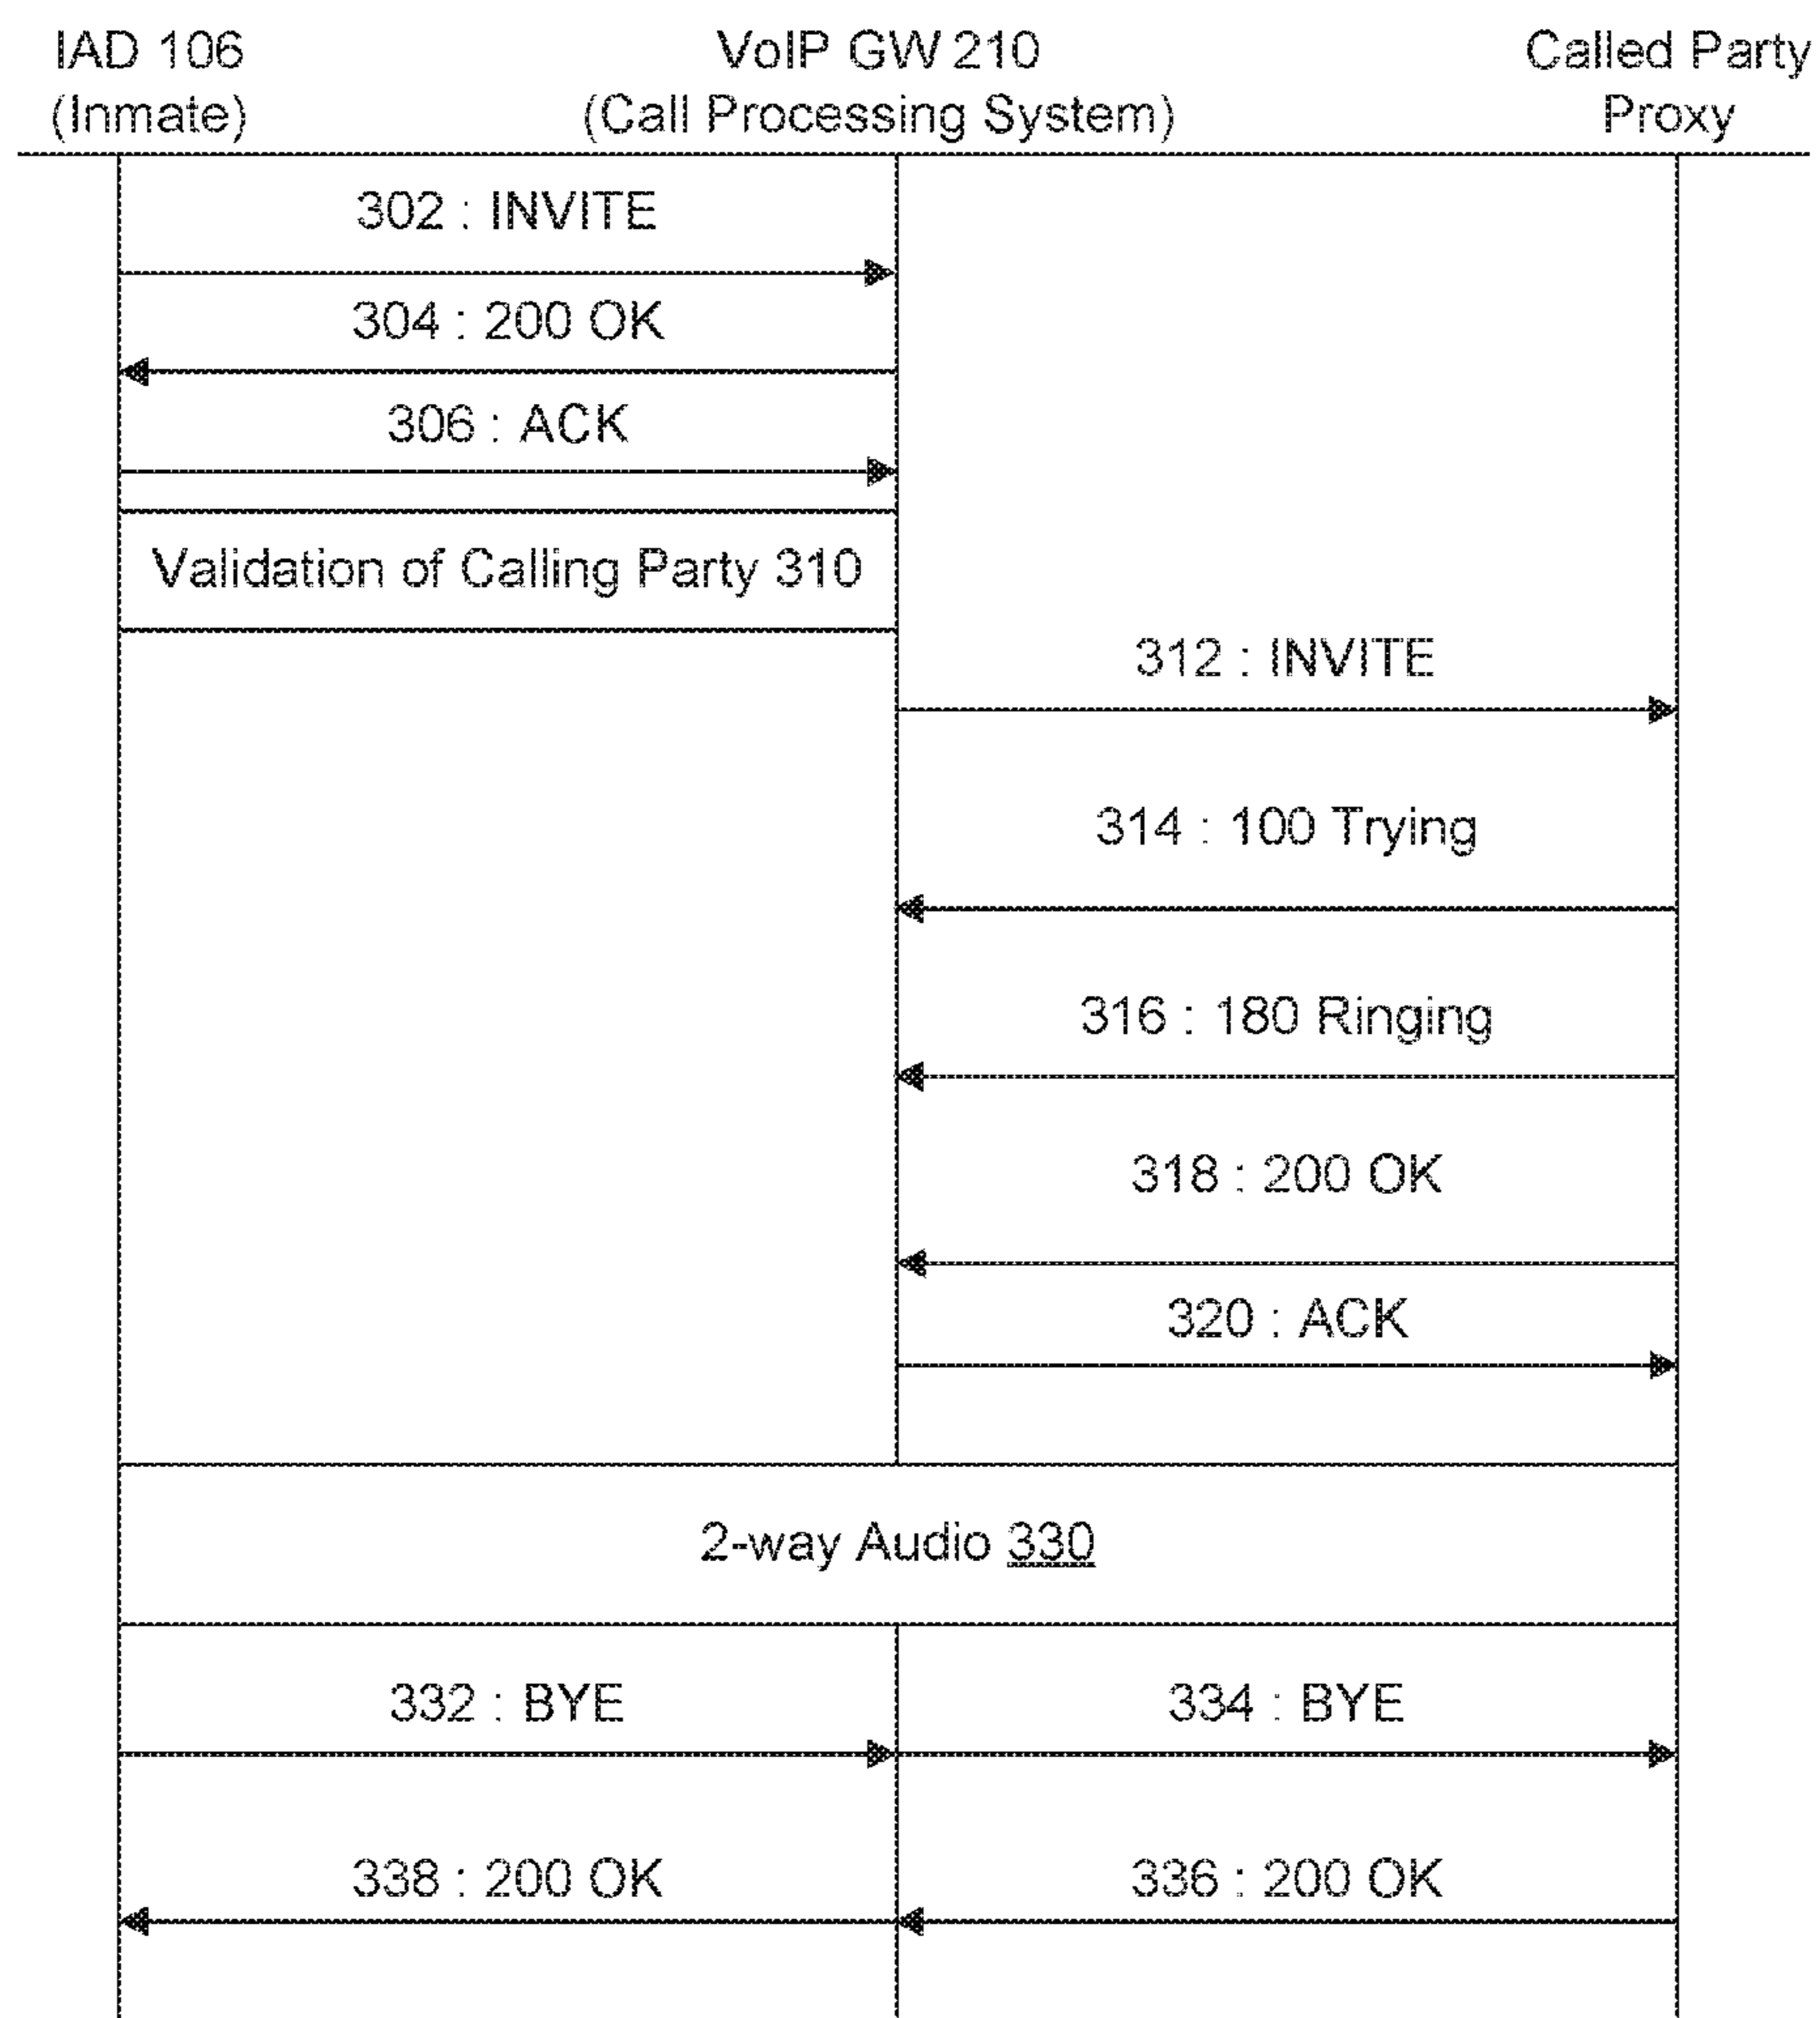 IAD 106
(Inmate)
VoIP GW 210
(Call Processing System)
Called Party
Proxy
302 : INVITE
304 : 200 OK
306 : ACK
Validation of Calling Party 310
312 : INVITE
314 : 100 Trying
316 : 180 Ringing
318 : 200 OK
320 : ACK
2-way Audio 330
332 : BYE
334 : BYE
338 : 200 OK
336 : 200 OK